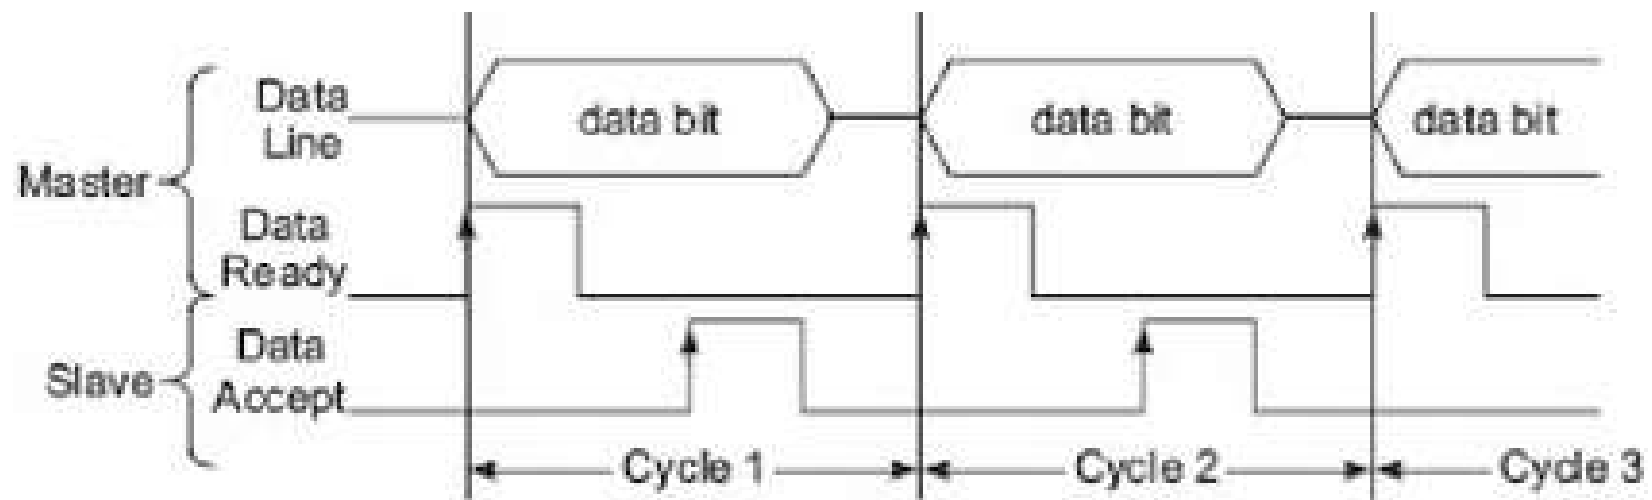 Data
Line
data bit
data bit
data bit
Master
Data
Ready
Data
Accept
Slave
Cycle 1
Cycle 2
Cycle 3